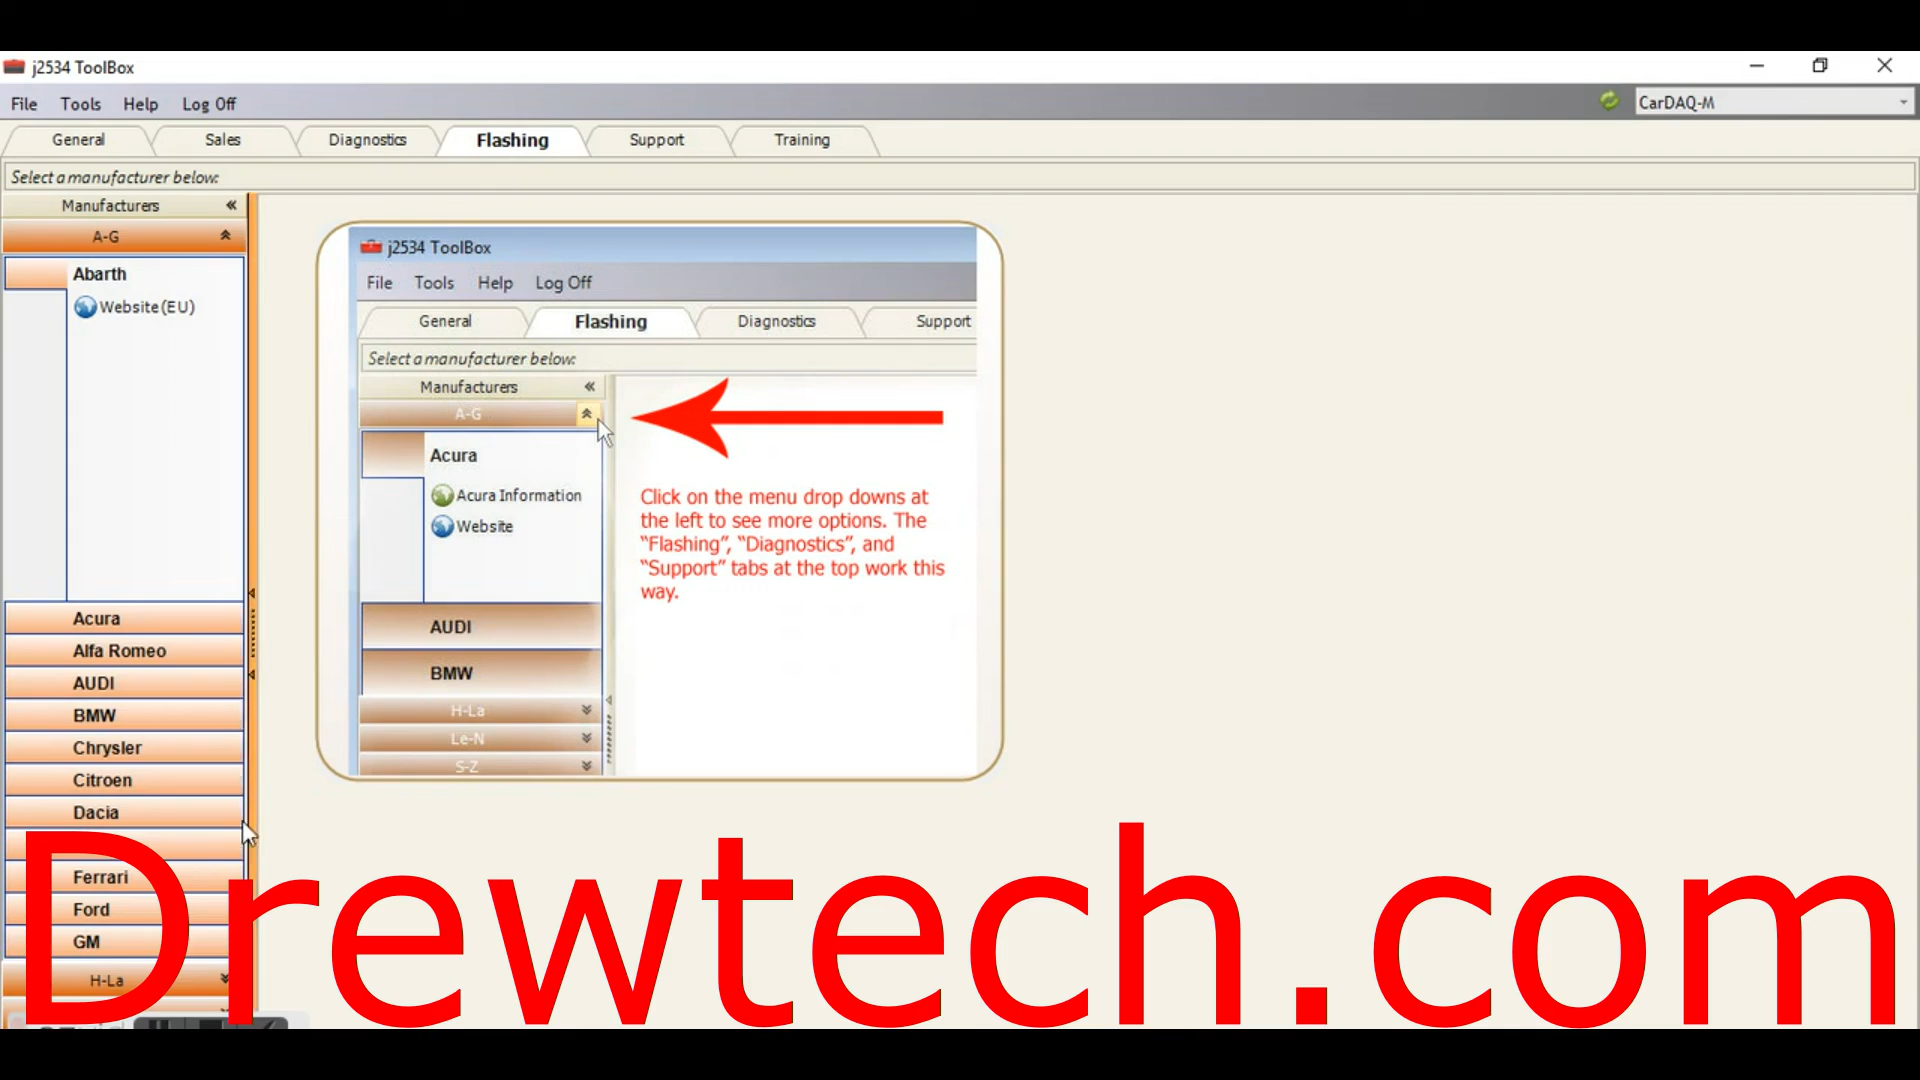 j2534 ToolBox
File Tools Help Log Off
CarDAQ-M
General Sales Diagnostics Flashing Support Training
Select a manufacturer below:
Manufacturers
A-G
Abarth
Website (EU)
Acura
Alfa Romeo
AUDI
BMW
Chrysler
Citroen
Dacia
Ferrari
Ford
GM
H-La
j2534 ToolBox
File Tools Help Log Off
General Flashing Diagnostics Support
Select a manufacturer below:
Manufacturers
A-G
Acura
Acura Information
Website
AUDI
BMW
H-La
Le-N
S-Z
Click on the menu drop downs at
the left to see more options. The
“Flashing”, “Diagnostics”, and
“Support” tabs at the top work this
way.
Drewtech.com